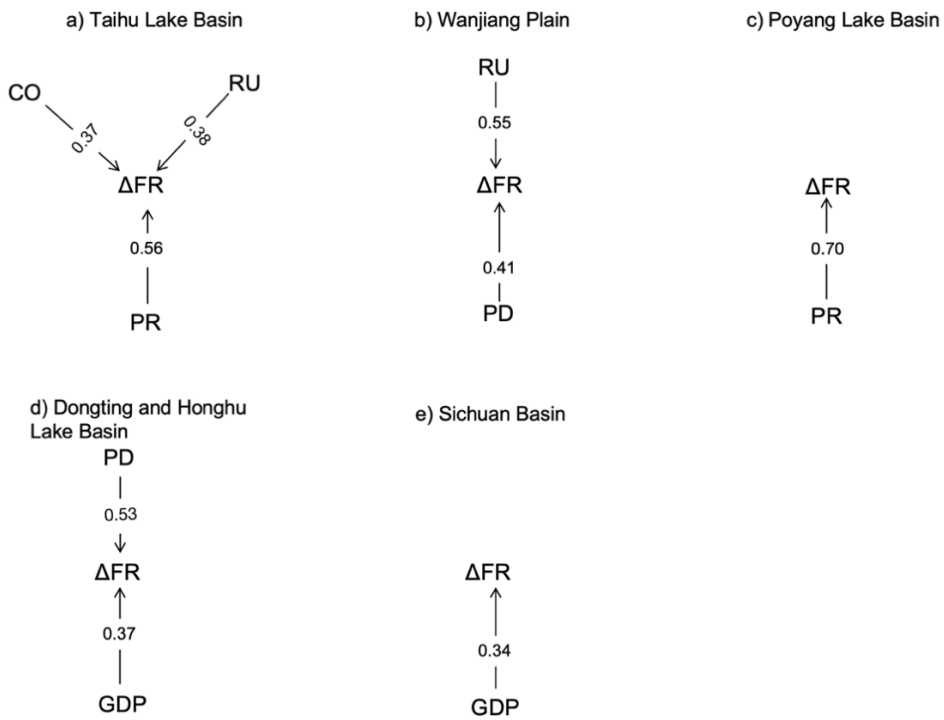 a) Taihu Lake Basin
CO
RU
0.37
0.38
ΔFR
0.56
PR
b) Wanjiang Plain
RU
0.55
ΔFR
0.41
PD
c) Poyang Lake Basin
ΔFR
0.70
PR
d) Dongting and Honghu
Lake Basin
PD
0.53
ΔFR
0.37
GDP
e) Sichuan Basin
ΔFR
0.34
GDP